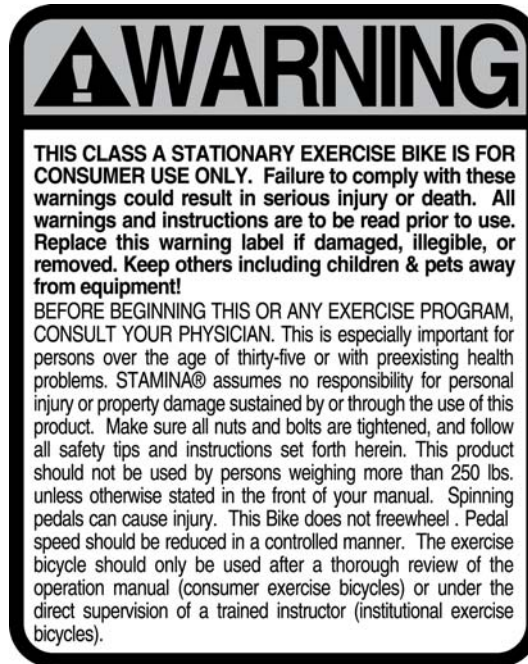 WARNING
THIS CLASS A STATIONARY EXERCISE BIKE IS FOR
CONSUMER USE ONLY. Failure to comply with these
warnings could result in serious injury or death. All
warnings and instructions are to be read prior to use.
Replace this warning label if damaged, illegible, or
removed. Keep others including children & pets away
from equipment!
BEFORE BEGINNING THIS OR ANY EXERCISE PROGRAM,
CONSULT YOUR PHYSICIAN. This is especially important for
persons over the age of thirty-five or with preexisting health
problems. STAMINA® assumes no responsibility for personal
injury or property damage sustained by or through the use of this
product. Make sure all nuts and bolts are tightened, and follow
all safety tips and instructions set forth herein. This product
should not be used by persons weighing more than 250 lbs.
unless otherwise stated in the front of your manual. Spinning
pedals can cause injury. This Bike does not freewheel . Pedal
speed should be reduced in a controlled manner. The exercise
bicycle should only be used after a thorough review of the
operation manual (consumer exercise bicycles) or under the
direct supervision of a trained instructor (institutional exercise
bicycles).